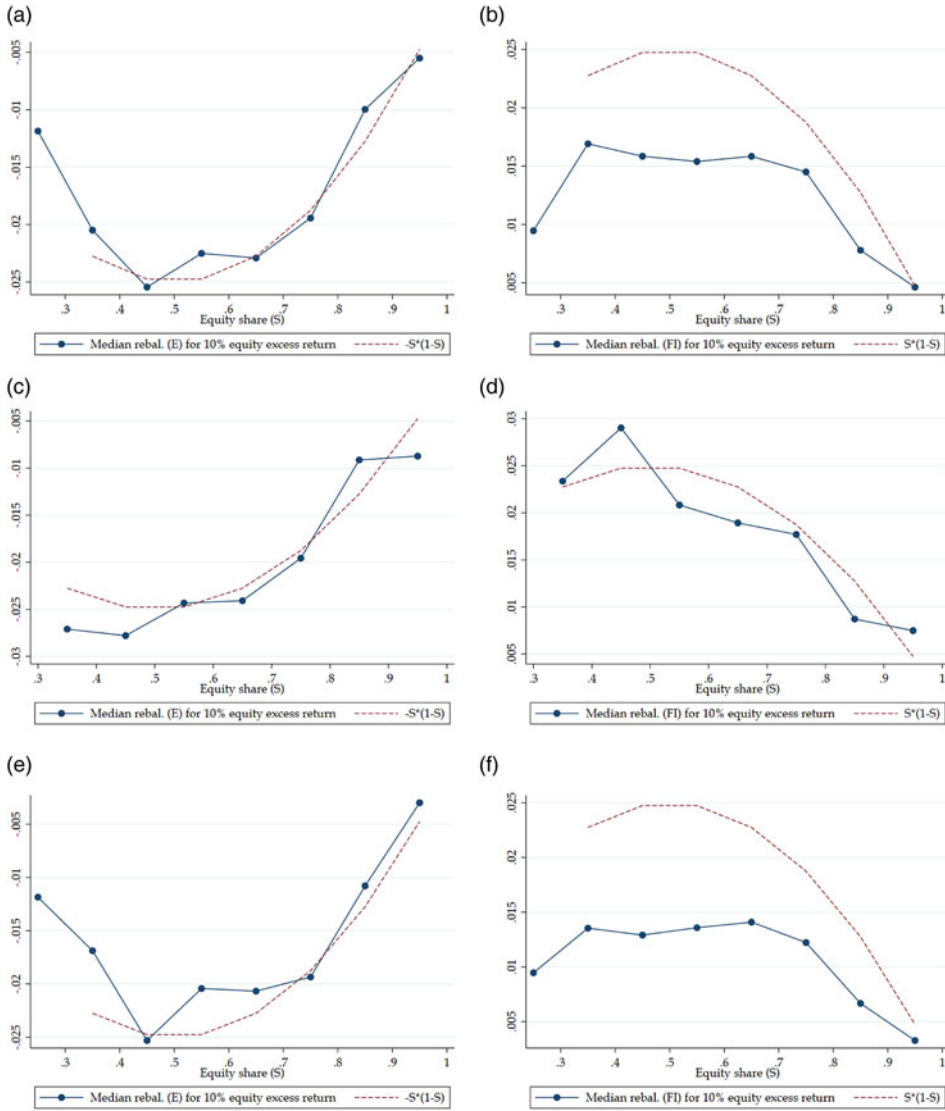 (a)
-.005
-.01
-.015
-.02
-.025
.3 .4 .5 .6 .7 .8 .9 1
Equity share (S)
Median rebal. (E) for 10% equity excess return -S*(1-S)
(b)
.025
.02
.015
.01
.005
.3 .4 .5 .6 .7 .8 .9 1
Equity share (S)
Median rebal. (FI) for 10% equity excess return S*(1-S)
(c)
-.005
-.01
-.015
-.02
-.025
-.03
.3 .4 .5 .6 .7 .8 .9 1
Equity share (S)
Median rebal. (E) for 10% equity excess return -S*(1-S)
(d)
.03
.025
.02
.015
.01
.005
.3 .4 .5 .6 .7 .8 .9 1
Equity share (S)
Median rebal. (FI) for 10% equity excess return S*(1-S)
(e)
-.005
-.01
-.015
-.02
-.025
.3 .4 .5 .6 .7 .8 .9 1
Equity share (S)
Median rebal. (E) for 10% equity excess return -S*(1-S)
(f)
.025
.02
.015
.01
.005
.3 .4 .5 .6 .7 .8 .9 1
Equity share (S)
Median rebal. (FI) for 10% equity excess return S*(1-S)